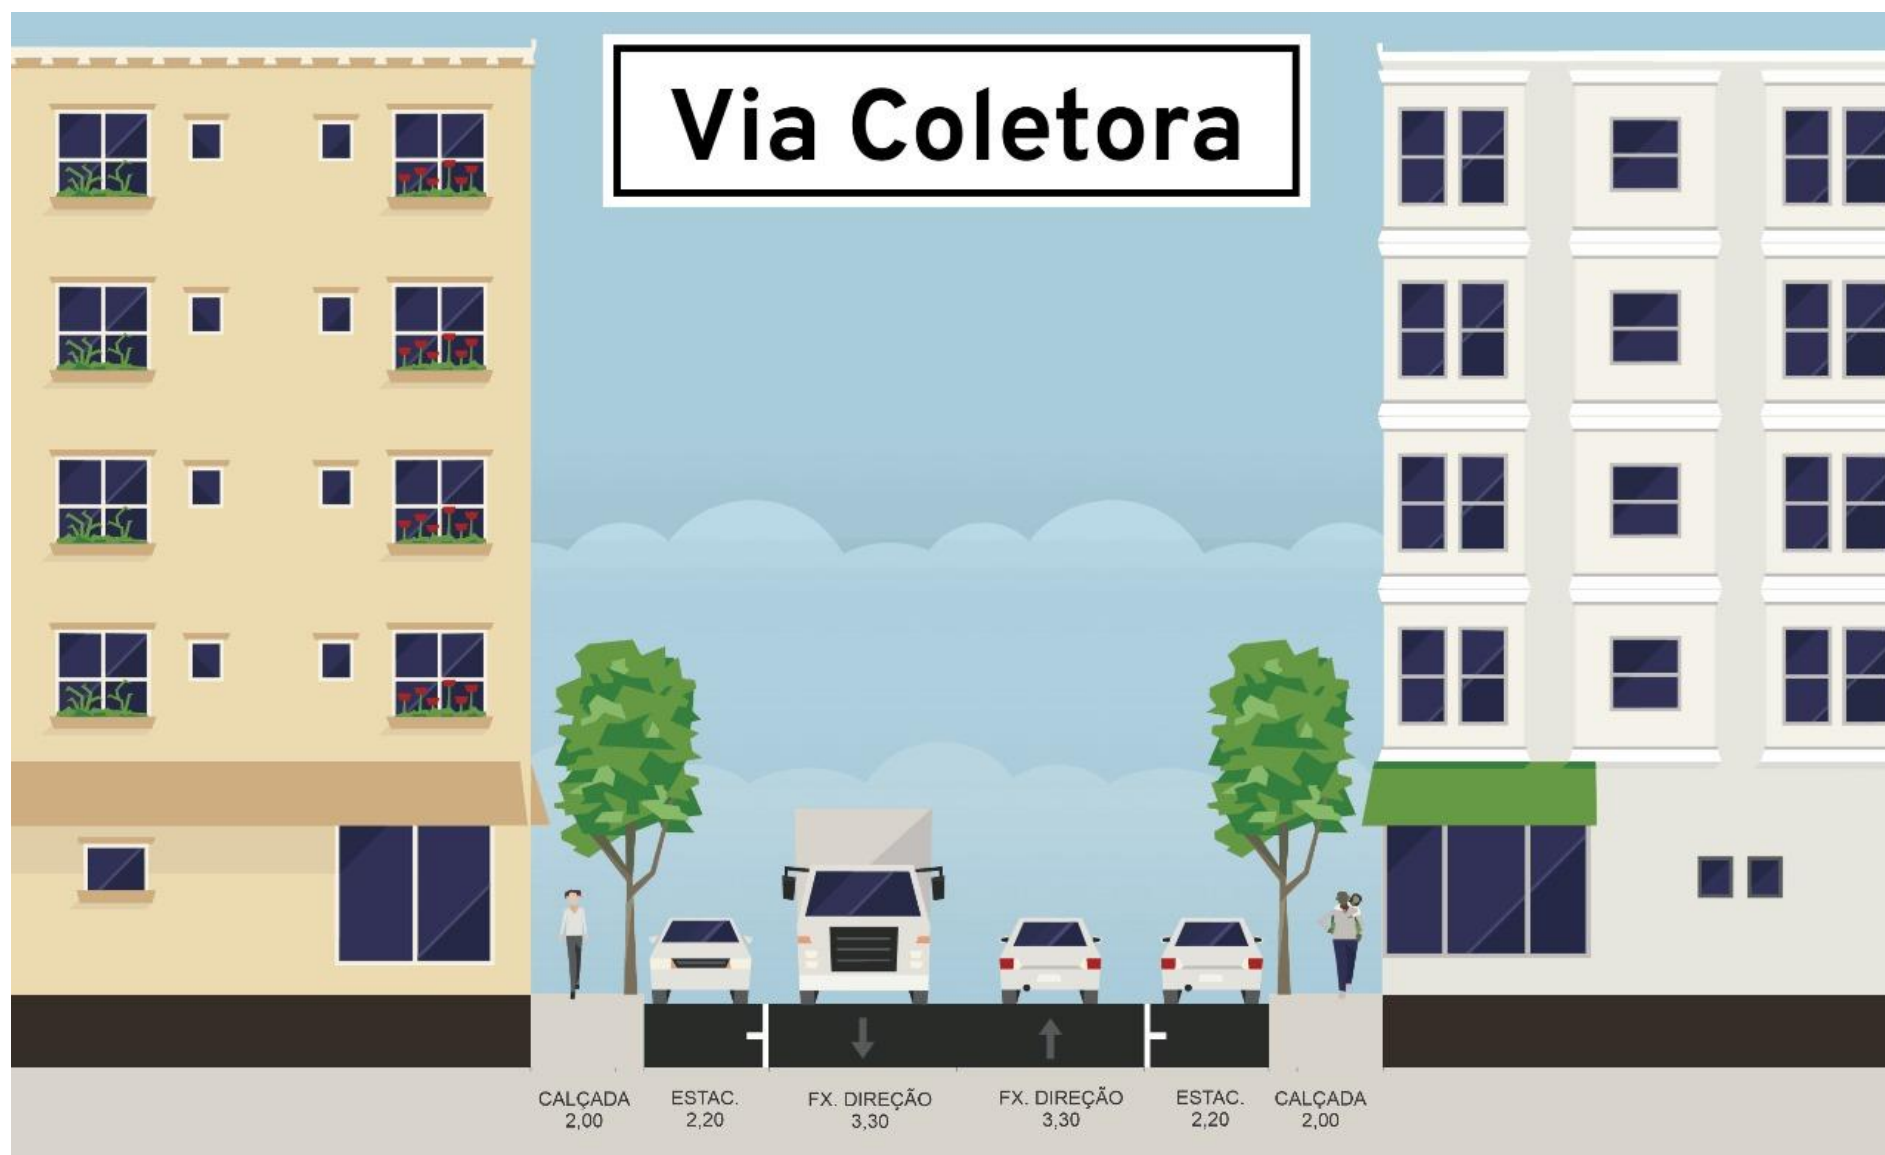 Via Coletora
CALÇADA
2,00
ESTAC.
2,20
FX. DIREÇÃO
3,30
FX. DIREÇÃO
3,30
ESTAC.
2,20
CALÇADA
2,00